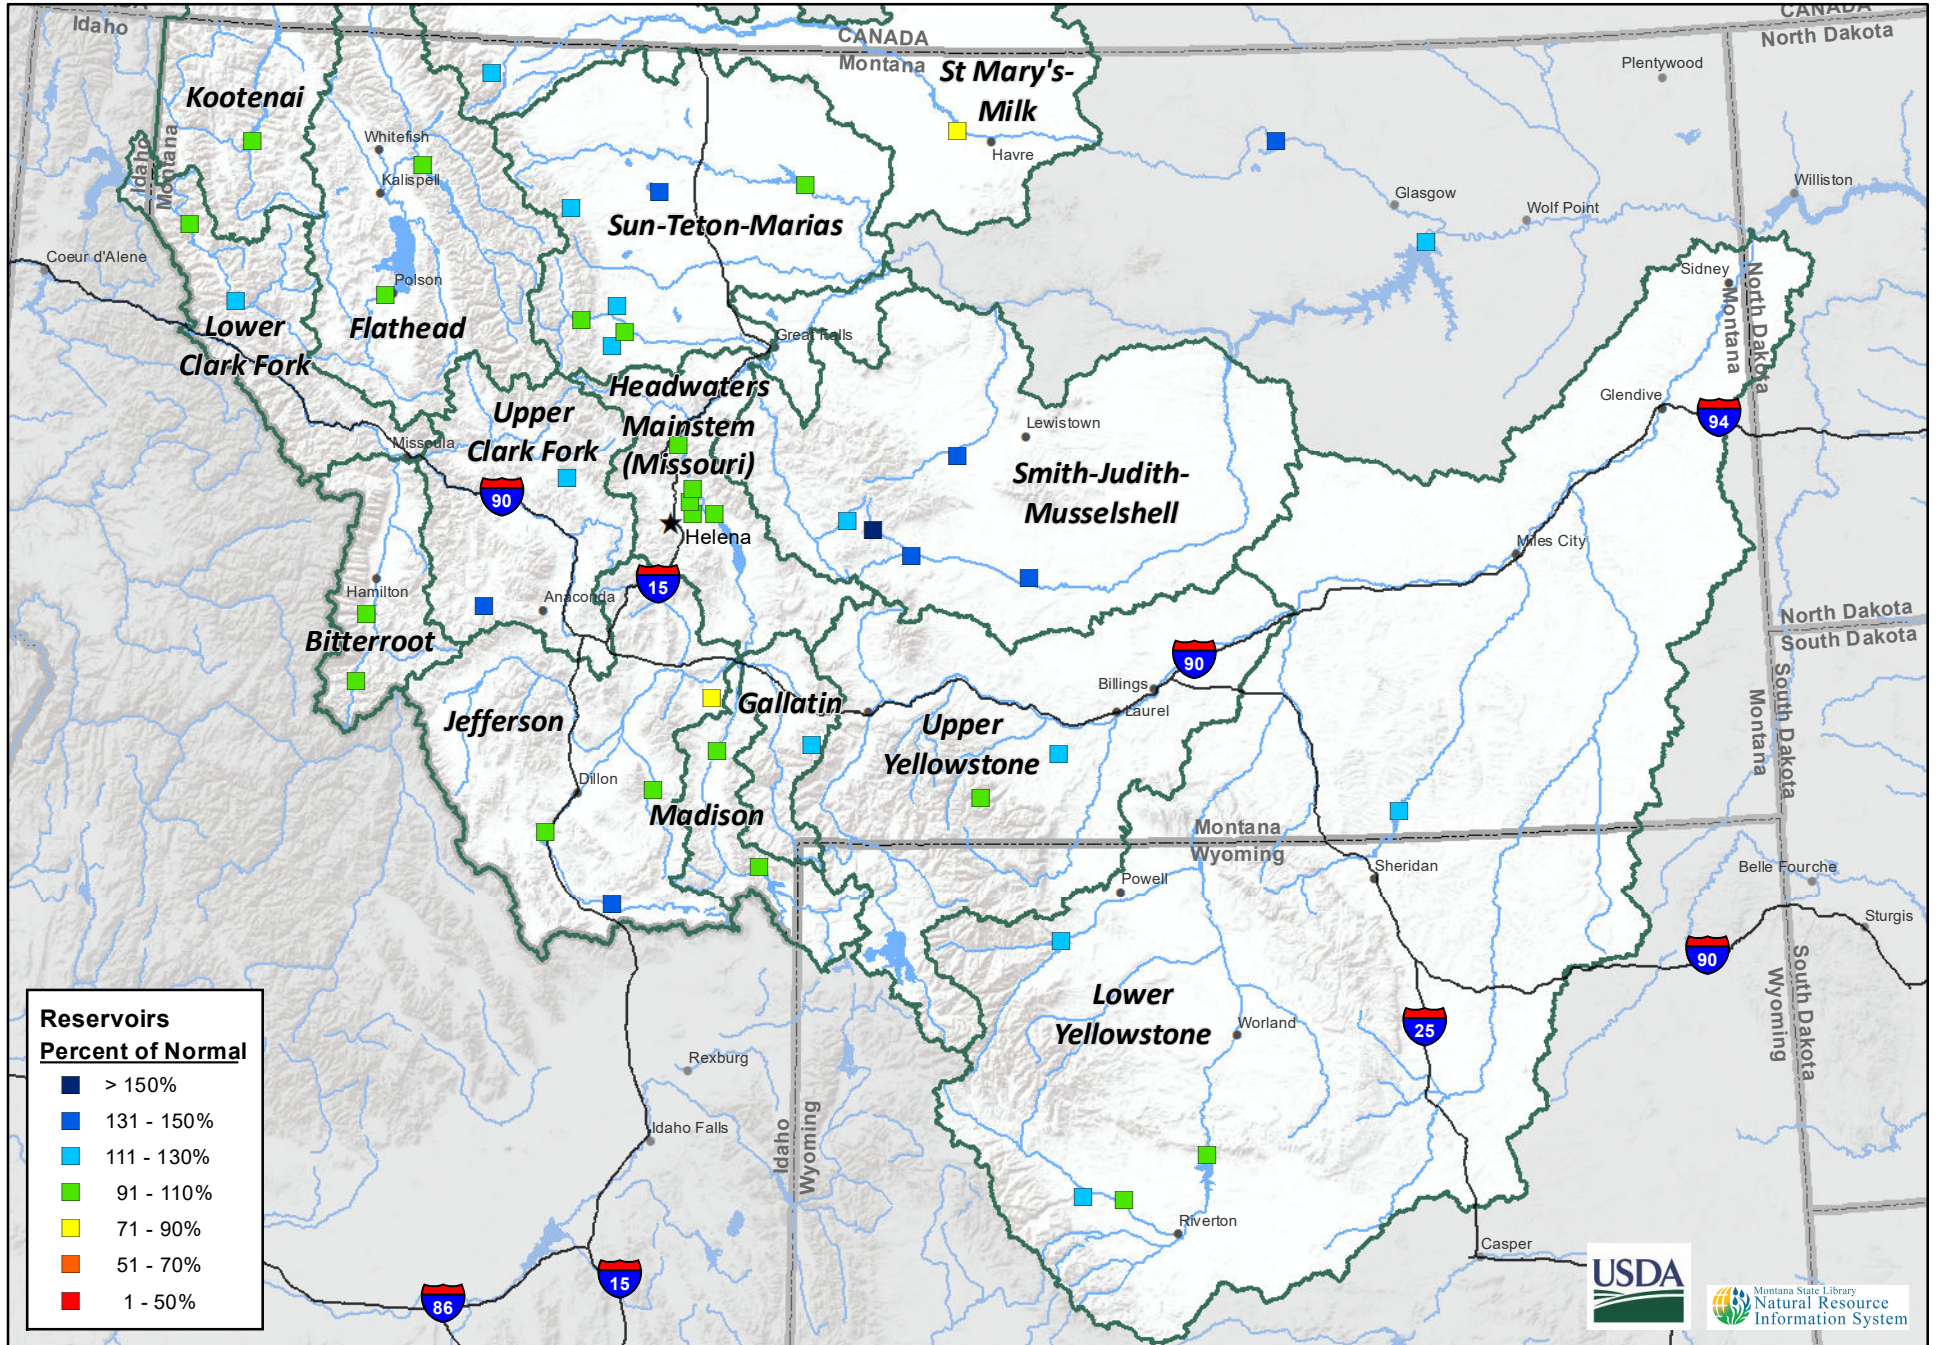 CANADA
Idaho
CANADA
Montana
CANADA
North Dakota
Plentywood
St Mary's-
Milk
Kootenai
Whitefish
Havre
Kalispell
Idaho
Montana
Glasgow
Williston
Wolf Point
Sun-Teton-Marias
Coeur d'Alene
Polson
Sidney
Montana
North Dakota
Lower
Clark Fork
Flathead
Great Falls
Headwaters
Mainstem
(Missouri)
Upper
Clark Fork
Glendive
94
Lewistown
Missoula
Smith-Judith-
Musselshell
90
Helena
Miles City
15
Hamilton
Anaconda
Bitterroot
North Dakota
South Dakota
90
Billings
Laurel
Gallatin
Jefferson
Upper
Yellowstone
Montana
South Dakota
Dillon
Madison
Montana
Wyoming
Sheridan
Belle Fourche
Powell
Sturgis
90
Lower
Yellowstone
Worland
25
Wyoming
South Dakota
Rexburg
Idaho Falls
Idaho
Wyoming
Riverton
Casper
15
86
Reservoirs
Percent of Normal
> 150%
131 - 150%
111 - 130%
91 - 110%
71 - 90%
51 - 70%
1 - 50%
USDA
Montana State Library
Natural Resource
Information System